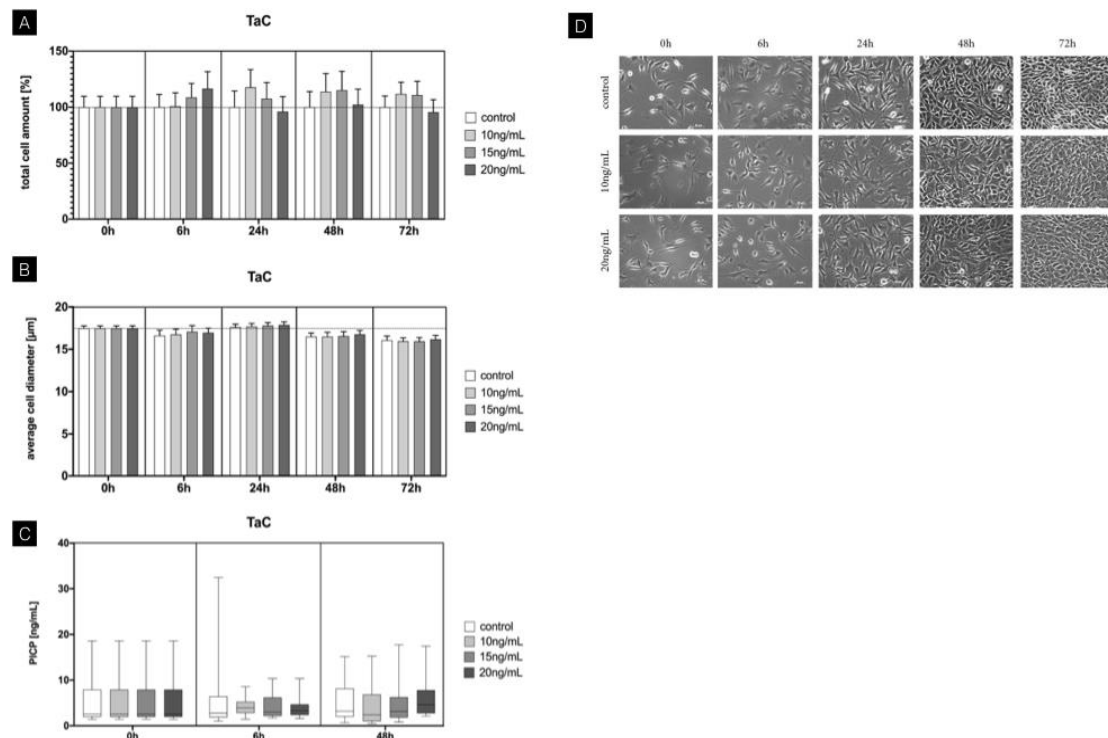 A
TaC
total cell amount [%]
150
100
50
0
0h
6h
24h
48h
72h
control
10ng/mL
15ng/mL
20ng/mL
B
TaC
average cell diameter [µm]
20
15
10
5
0
0h
6h
24h
48h
72h
control
10ng/mL
15ng/mL
20ng/mL
C
TaC
PICP [ng/mL]
40
30
20
10
0
0h
6h
48h
control
10ng/mL
15ng/mL
20ng/mL
D
0h
6h
24h
48h
72h
control
10ng/mL
20ng/mL